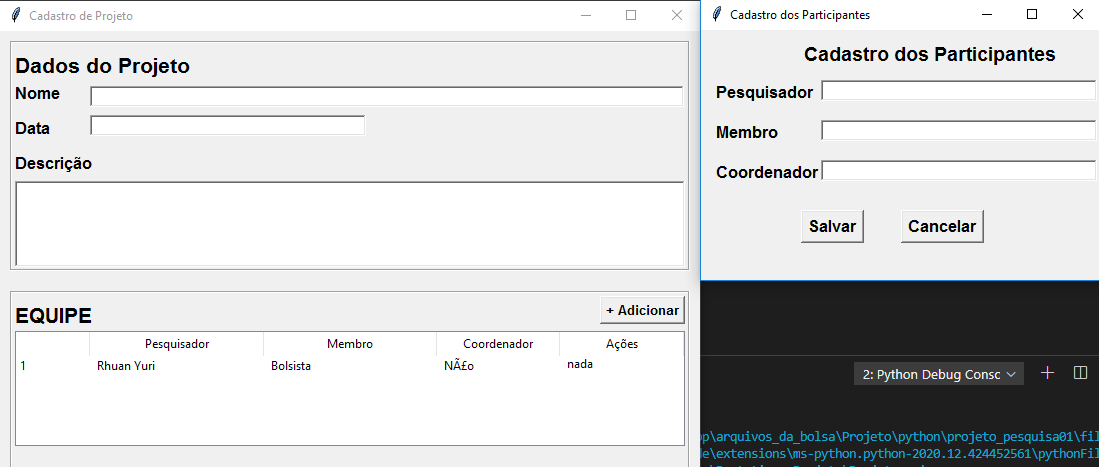 Cadastro de Projeto
Dados do Projeto
Nome
Data
Descrição
EQUIPE
+ Adicionar
Pesquisador Membro Coordenador Ações
1 Rhuan Yuri Bolsista NÃ£o nada
Cadastro dos Participantes
Cadastro dos Participantes
Pesquisador
Membro
Coordenador
Salvar Cancelar
2: Python Debug Consc
\arquivos_da_bolsa\Projeto\python\projeto_pesquisa01\fil
de\extensions\ms-python.python-2020.12.424452561\pythonFil